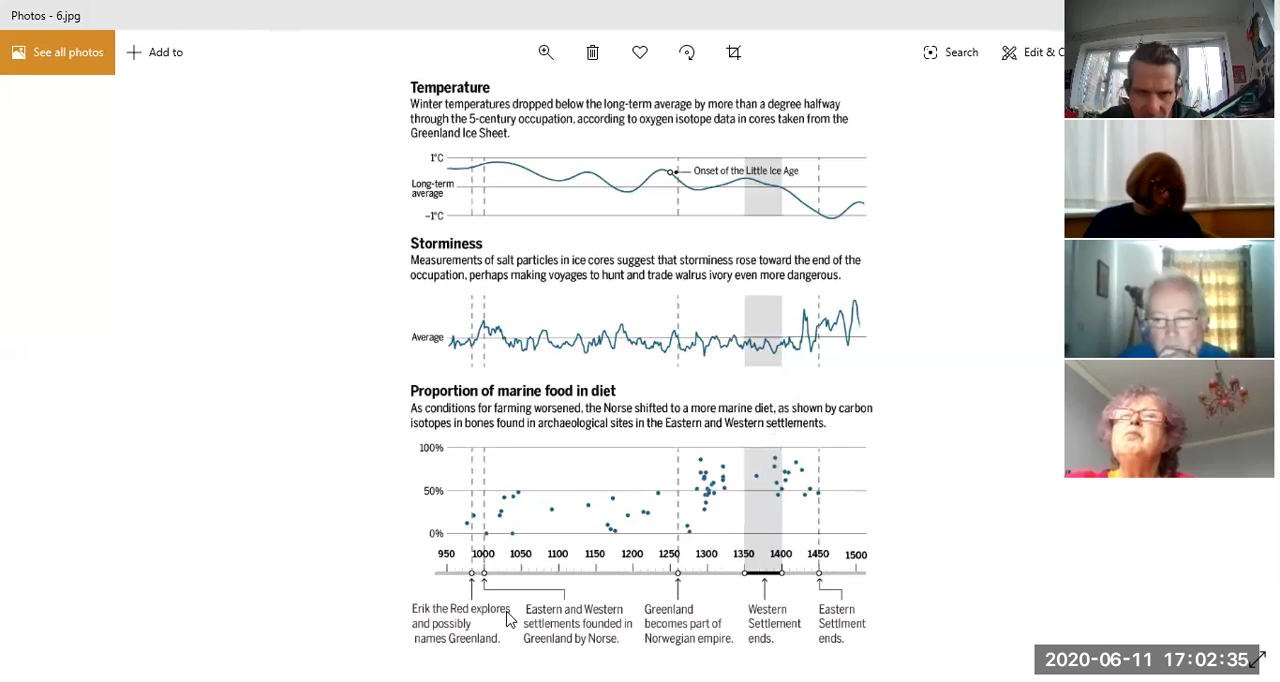 Photos - 6.jpg
See all photos
Add to
Search
Edit & C
Temperature
Winter temperatures dropped below the long-term average by more than a degree halfway
through the 5-century occupation, according to oxygen isotope data in cores taken from the
Greenland Ice Sheet.
1°C
Onset of the Little Ice Age
Long-term
average
–1°C
Storminess
Measurements of salt particles in ice cores suggest that storminess rose toward the end of the
occupation, perhaps making voyages to hunt and trade walrus ivory even more dangerous.
Average
Proportion of marine food in diet
As conditions for farming worsened, the Norse shifted to a more marine diet, as shown by carbon
isotopes in bones found in archaeological sites in the Eastern and Western settlements.
100%
50%
0%
950 1000 1050 1100 1150 1200 1250 1300 1350 1400 1450 1500
Erik the Red explores
and possibly
names Greenland.
Eastern and Western
settlements founded in
Greenland by Norse.
Greenland
becomes part of
Norwegian empire.
Western
Settlement
ends.
Eastern
Settlment
ends.
2020-06-11 17:02:35